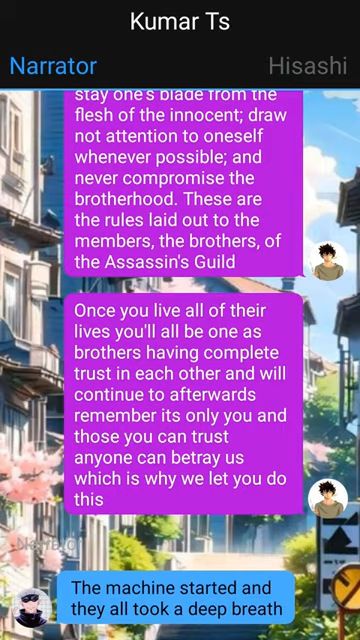 Kumar Ts
Narrator
Hisashi
stay one's blade from the
flesh of the innocent; draw
not attention to oneself
whenever possible; and
never compromise the
brotherhood. These are
the rules laid out to the
members, the brothers, of
the Assassin's Guild
Once you live all of their
lives you'll all be one as
brothers having complete
trust in each other and will
continue to afterwards
remember its only you and
those you can trust
anyone can betray us
which is why we let you do
this
The machine started and
they all took a deep breath